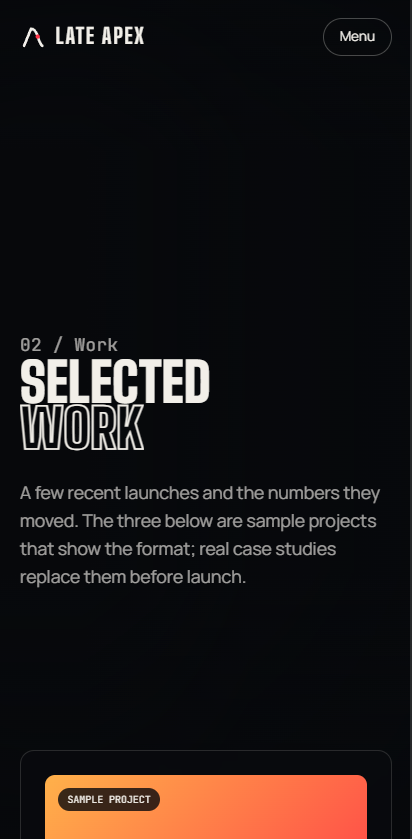 LATE APEX
Menu
02 / Work
SELECTED
WORK
A few recent launches and the numbers they
moved. The three below are sample projects
that show the format; real case studies
replace them before launch.
SAMPLE PROJECT